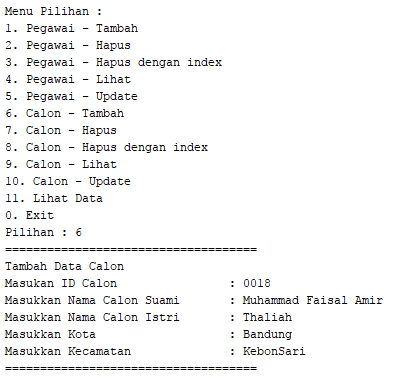 Menu Pilihan :
1. Pegawai - Tambah
2. Pegawai - Hapus
3. Pegawai - Hapus dengan index
4. Pegawai - Lihat
5. Pegawai - Update
6. Calon - Tambah
7. Calon - Hapus
8. Calon - Hapus dengan index
9. Calon - Lihat
10. Calon - Update
11. Lihat Data
0. Exit
Pilihan : 6
====================================
Tambah Data Calon
Masukan ID Calon                : 0018
Masukkan Nama Calon Suami       : Muhammad Faisal Amir
Masukkan Nama Calon Istri       : Thaliah
Masukkan Kota                   : Bandung
Masukkan Kecamatan              : KebonSari
====================================